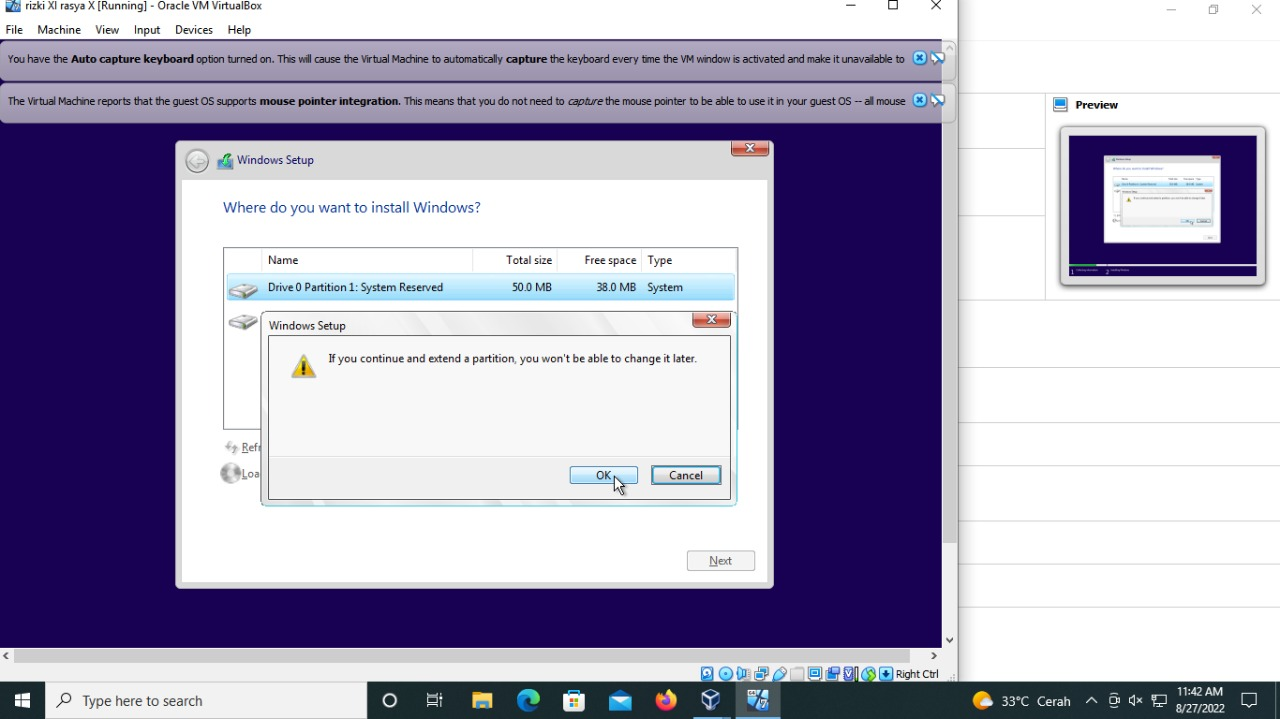 rizki XI rasya X [Running] - Oracle VM VirtualBox
File Machine View Input Devices Help
You have the Auto capture keyboard option turned on. This will cause the Virtual Machine to automatically capture the keyboard every time the VM window is activated and make it unavailable to
The Virtual Machine reports that the guest OS supports mouse pointer integration. This means that you do not need to capture the mouse pointer to be able to use it in your guest OS -- all mouse
Preview
Windows Setup
Where do you want to install Windows?
Name Total size Free space Type
Drive 0 Partition 1: System Reserved 50.0 MB 38.0 MB System
Windows Setup
If you continue and extend a partition, you won't be able to change it later.
Refr
Loa
OK Cancel
Next
Right Ctrl
Type here to search
33°C Cerah
11:42 AM
8/27/2022